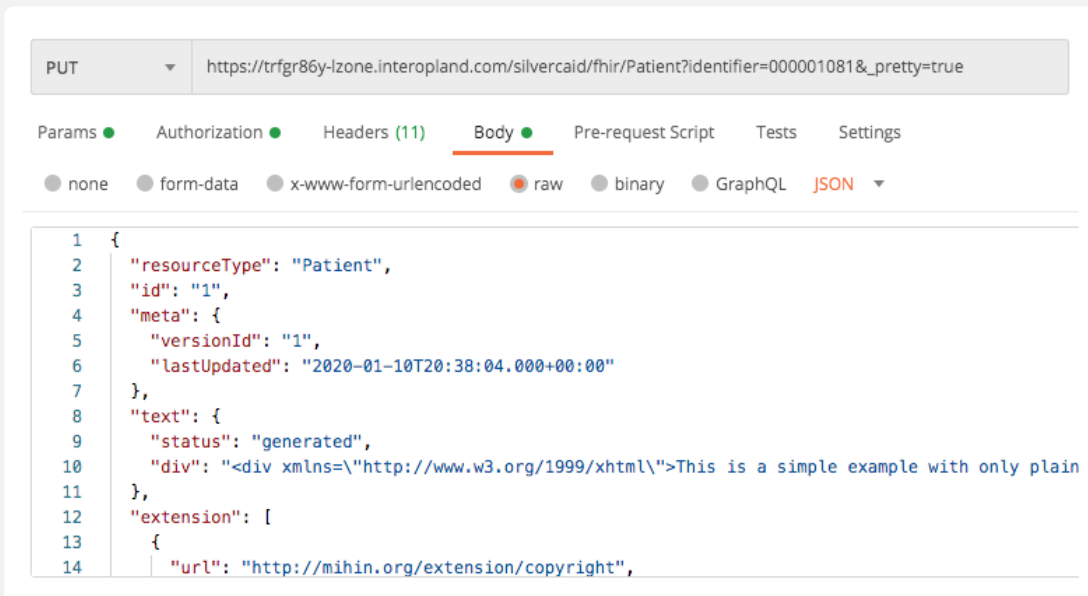 PUT https://trfgr86y-lzone.interopland.com/silvercaid/fhir/Patient?identifier=000001081&_pretty=true
Params Authorization Headers (11) Body Pre-request Script Tests Settings
none form-data x-www-form-urlencoded raw binary GraphQL JSON
1 {
2 "resourceType": "Patient",
3 "id": "1",
4 "meta": {
5 "versionId": "1",
6 "lastUpdated": "2020-01-10T20:38:04.000+00:00"
7 },
8 "text": {
9 "status": "generated",
10 "div": "<div xmlns=\"http://www.w3.org/1999/xhtml\">This is a simple example with only plain
11 },
12 "extension": [
13 {
14 "url": "http://mihin.org/extension/copyright",